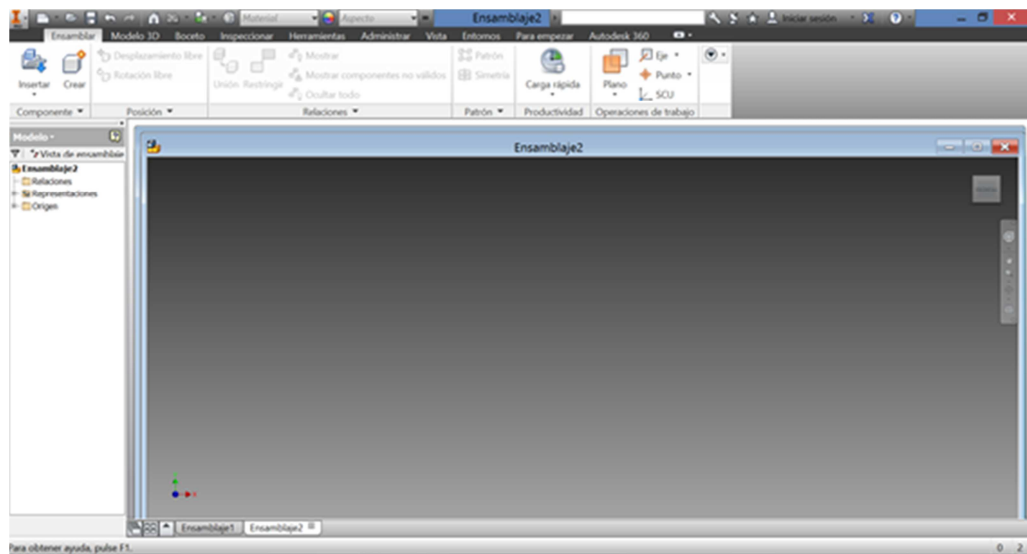 Material Aspecto Ensamblaje2 Iniciar sesión
Ensamblar Modelo 3D Boceto Inspeccionar Herramientas Administrar Vista Entornos Para empezar Autodesk 360
Insertar Crear
Desplazamiento libre
Rotación libre
Unión Restringir
Mostrar
Mostrar componentes no válidos
Ocultar todo
Patrón
Simetría
Carga rápida
Plano
Eje
Punto
SCU
Componente Posición Relaciones Patrón Productividad Operaciones de trabajo
Modelo
Vista de ensamblaje
Ensamblaje2
Relaciones
Representaciones
Origen
Ensamblaje2
Ensamblaje1 Ensamblaje2
Para obtener ayuda, pulse F1. 0 2